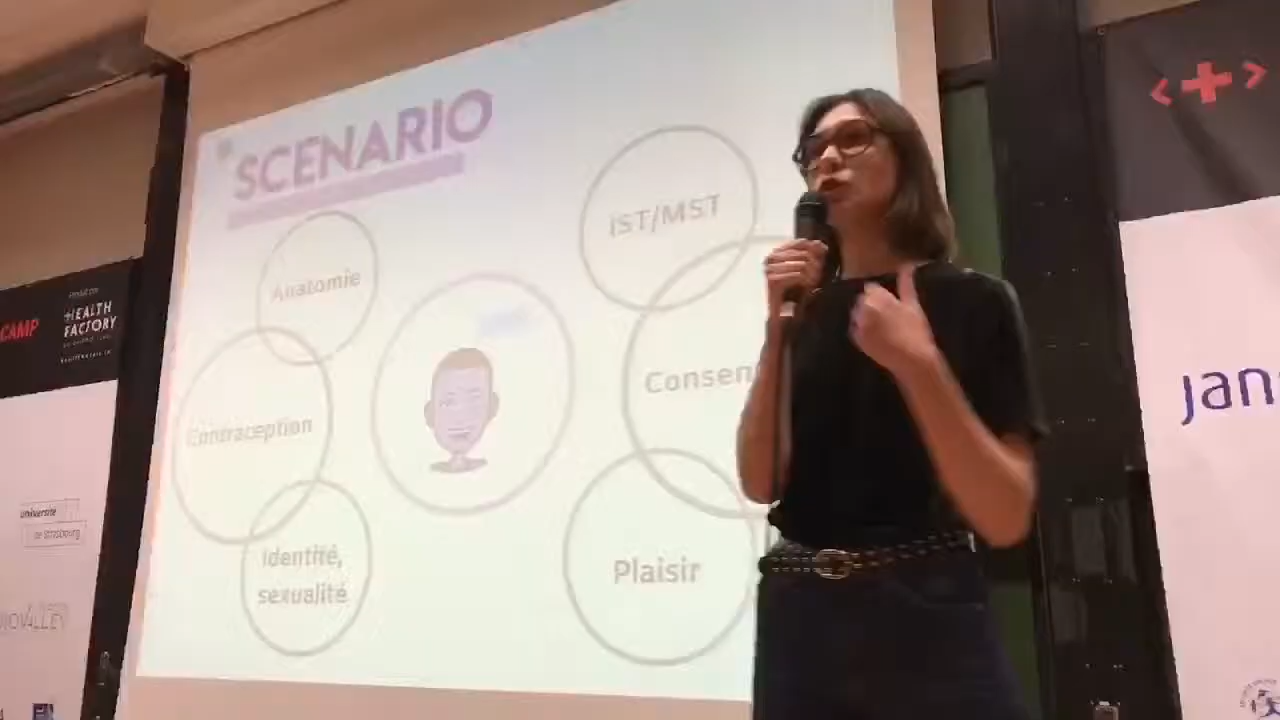 SCENARIO
IST/MST
Anatomie
Consen
Contraception
Identité,
sexualité
Plaisir
CAMP
HEALTH
FACTORY
Université
de Strasbourg
< + >
jan